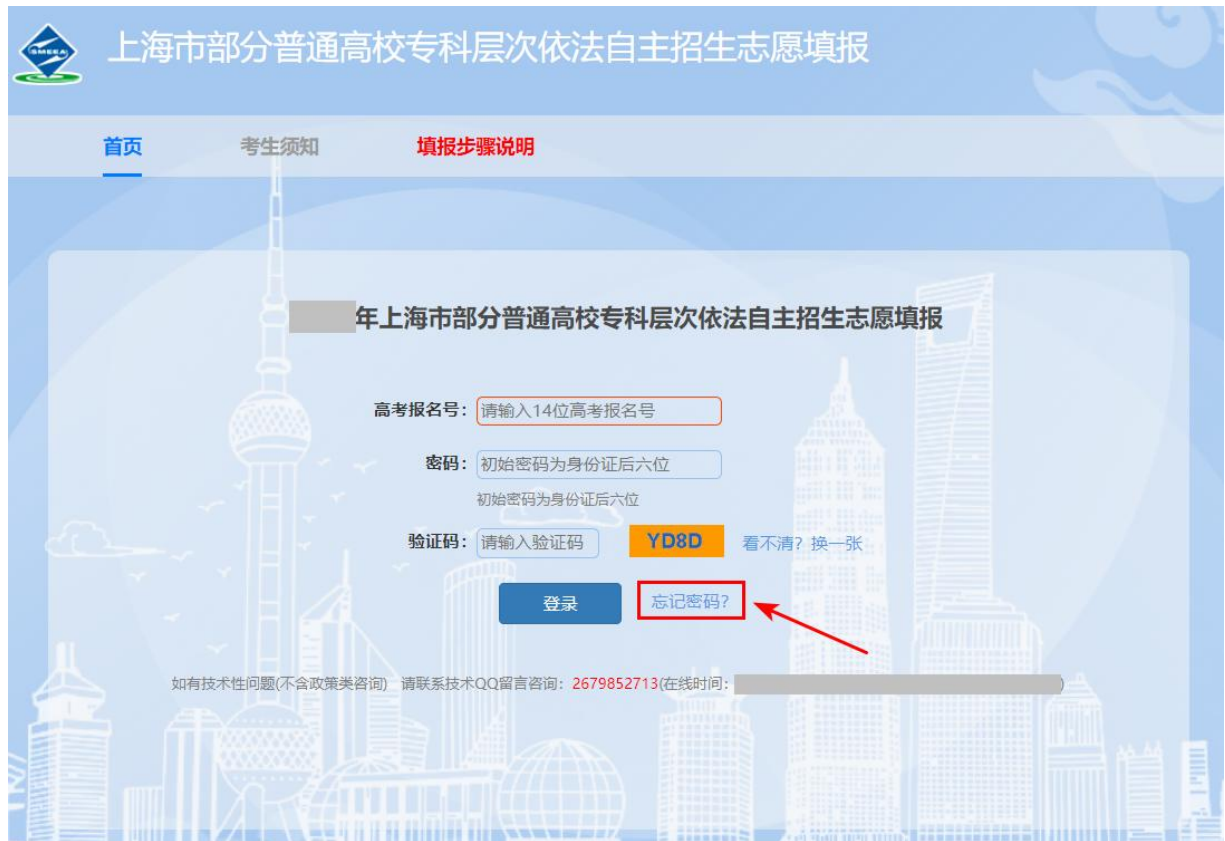 SMEEA
上海市部分普通高校专科层次依法自主招生志愿填报
首页 考生须知 填报步骤说明
年上海市部分普通高校专科层次依法自主招生志愿填报
高考报名号： 请输入14位高考报名号
密码： 初始密码为身份证后六位
初始密码为身份证后六位
验证码： 请输入验证码 YD8D 看不清？换一张
登录 忘记密码?
如有技术性问题(不含政策类咨询) 请联系技术QQ留言咨询：2679852713(在线时间： )